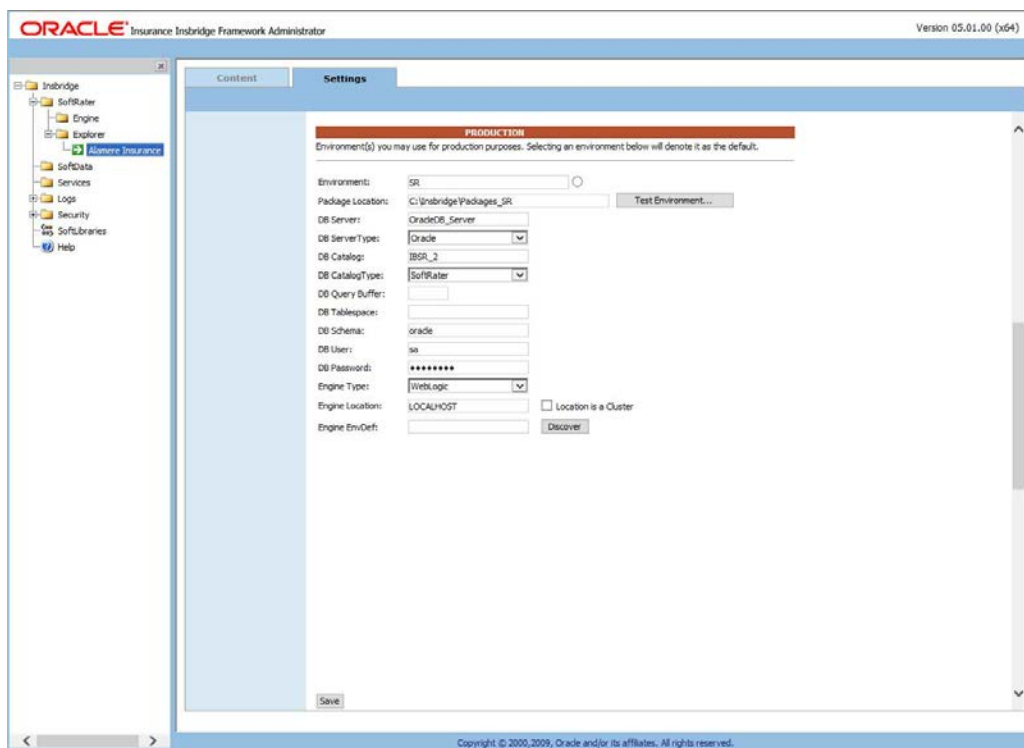 ORACLE Insurance Insbridge Framework Administrator
Version 05.01.00 (x64)
Insbridge
SoftRater
Engine
Explorer
Alamere Insurance
SoftData
Services
Logs
Security
SoftLibraries
Help
Content
Settings
PRODUCTION
Environment(s) you may use for production purposes. Selecting an environment below will denote it as the default.
Environment: SR
Package Location: C:\Insbridge\Packages_SR Test Environment...
DB Server: OracleDB_Server
DB ServerType: Oracle
DB Catalog: IBSR_2
DB CatalogType: SoftRater
DB Query Buffer:
DB Tablespace:
DB Schema: oracle
DB User: sa
DB Password: ••••••••
Engine Type: WebLogic
Engine Location: LOCALHOST Location is a Cluster
Engine EnvDef: Discover
Save
Copyright © 2000,2009, Oracle and/or its affiliates. All rights reserved.